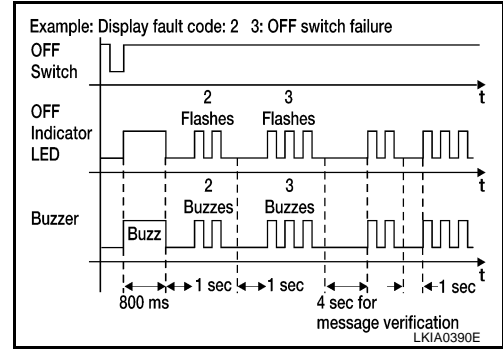 Example: Display fault code: 2 3: OFF switch failure
OFF
Switch
t
OFF
Indicator
LED
2
Flashes
3
Flashes
t
Buzzer
2
Buzzes
3
Buzzes
Buzz
t
1 sec
1 sec
1 sec
800 ms
4 sec for
message verification
LKIA0390E